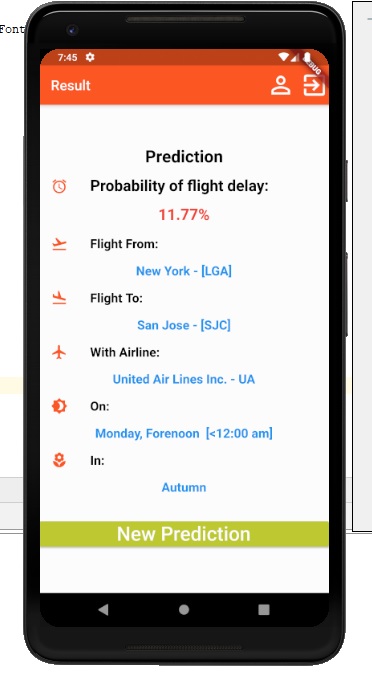 Font
7:45
DEBUG
Result
Prediction
Probability of flight delay:
11.77%
Flight From:
New York - [LGA]
Flight To:
San Jose - [SJC]
With Airline:
United Air Lines Inc. - UA
On:
Monday, Forenoon [<12:00 am]
In:
Autumn
New Prediction